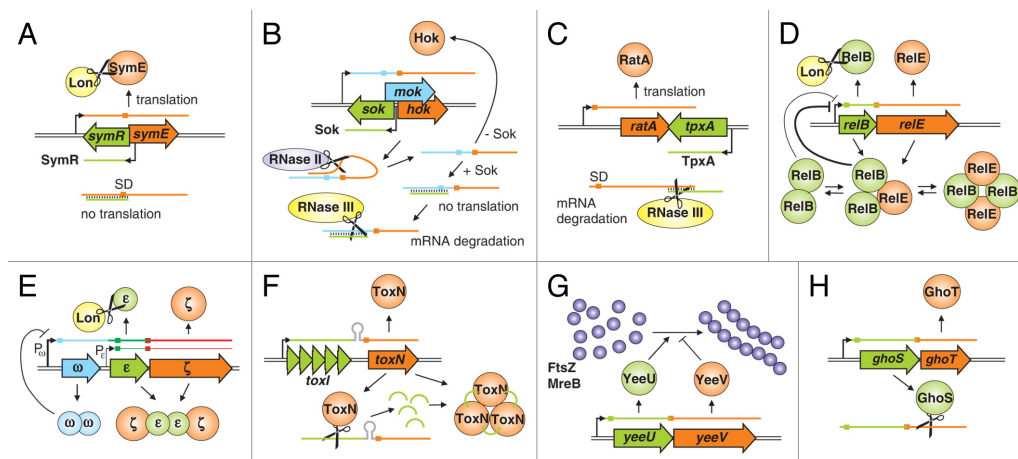 A
Lon
SymE
translation
symR
symE
SymR
SD
no translation
B
Hok
mok
sok
hok
Sok
- Sok
RNase II
+ Sok
no translation
RNase III
mRNA degradation
C
RatA
translation
ratA
tpxA
TpxA
SD
mRNA
degradation
RNase III
D
Lon
RelB
RelE
relB
relE
RelB
RelB
RelB
RelB
RelE
RelE
RelB
RelB
RelE
E
Lon
ε
ζ
Pω
Pε
ω
ε
ζ
ωω
ζ
ε
ε
ζ
F
ToxN
toxI
toxN
ToxN
ToxN
ToxN
ToxN
G
FtsZ
MreB
YeeU
YeeV
yeeU
yeeV
H
GhoT
ghoS
ghoT
GhoS